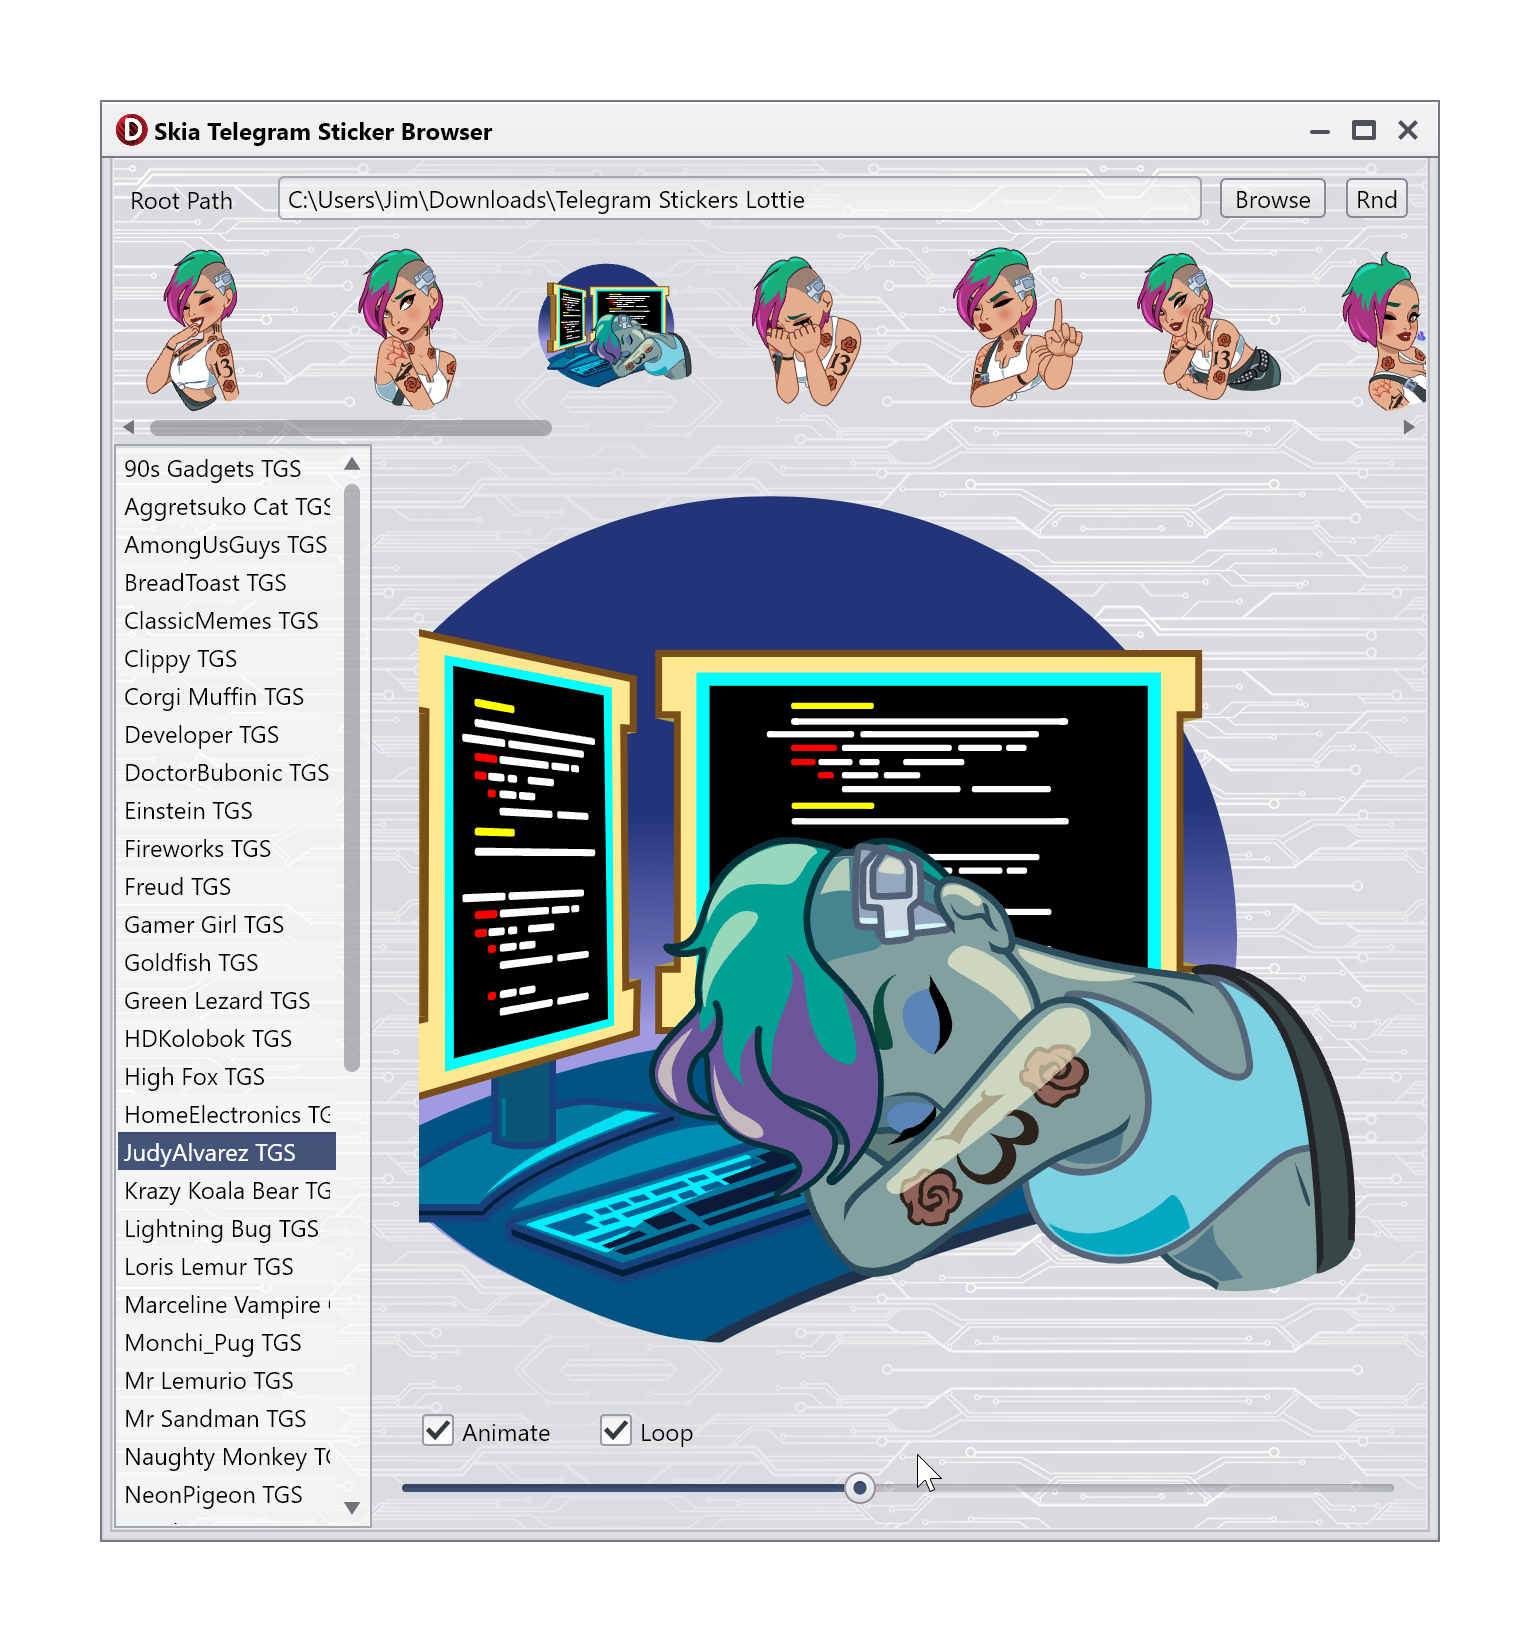 D Skia Telegram Sticker Browser
Root Path C:\Users\Jim\Downloads\Telegram Stickers Lottie Browse Rnd
13
13
13
90s Gadgets TGS
Aggretsuko Cat TGS
AmongUsGuys TGS
BreadToast TGS
ClassicMemes TGS
Clippy TGS
Corgi Muffin TGS
Developer TGS
DoctorBubonic TGS
Einstein TGS
Fireworks TGS
Freud TGS
Gamer Girl TGS
Goldfish TGS
Green Lezard TGS
HDKolobok TGS
High Fox TGS
HomeElectronics TG
JudyAlvarez TGS
Krazy Koala Bear TG
Lightning Bug TGS
Loris Lemur TGS
Marceline Vampire
Monchi_Pug TGS
Mr Lemurio TGS
Mr Sandman TGS
Naughty Monkey T
NeonPigeon TGS
13
Animate Loop